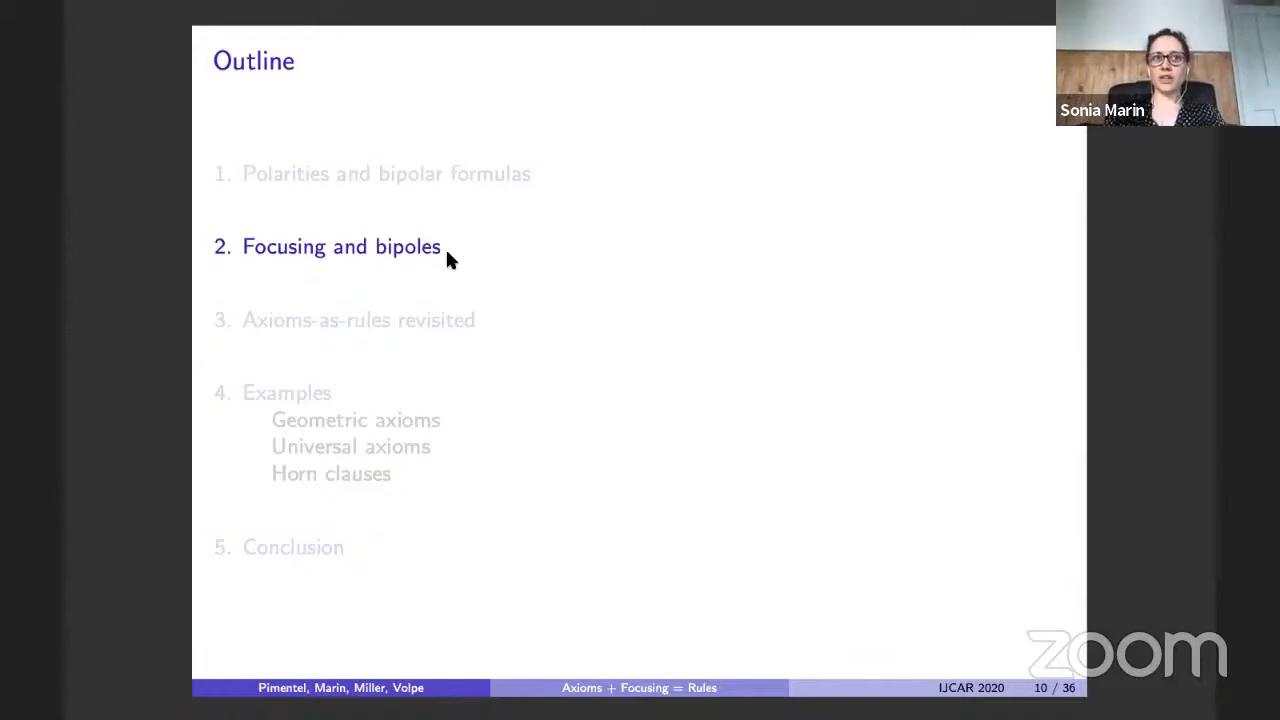 Outline
Sonia Marin
1. Polarities and bipolar formulas
2. Focusing and bipoles
3. Axioms-as-rules revisited
4. Examples
Geometric axioms
Universal axioms
Horn clauses
5. Conclusion
zoom
Pimentel, Marin, Miller, Volpe
Axioms + Focusing = Rules
IJCAR 2020
10 / 36